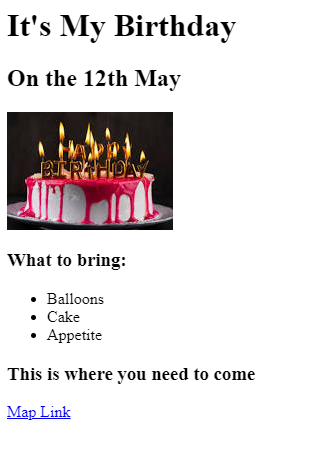 It's My Birthday
On the 12th May
HAPPY
BIRTHDAY
What to bring:
Balloons
Cake
Appetite
This is where you need to come
Map Link